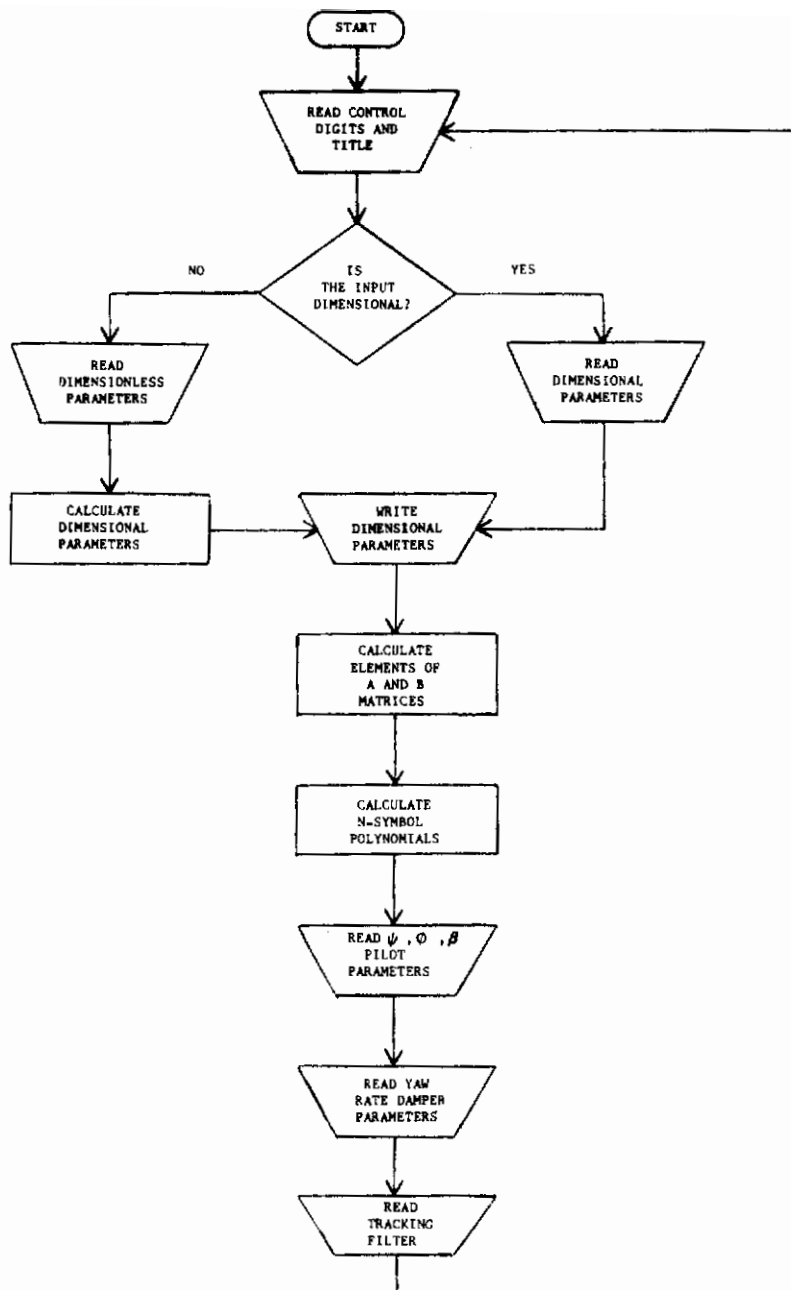 START
READ CONTROL
DIGITS AND
TITLE
IS
THE INPUT
DIMENSIONAL?
NO
YES
READ
DIMENSIONLESS
PARAMETERS
READ
DIMENSIONAL
PARAMETERS
CALCULATE
DIMENSIONAL
PARAMETERS
WRITE
DIMENSIONAL
PARAMETERS
CALCULATE
ELEMENTS OF
A AND B
MATRICES
CALCULATE
N-SYMBOL
POLYNOMIALS
READ ψ , φ , β
PILOT
PARAMETERS
READ YAW
RATE DAMPER
PARAMETERS
READ
TRACKING
FILTER